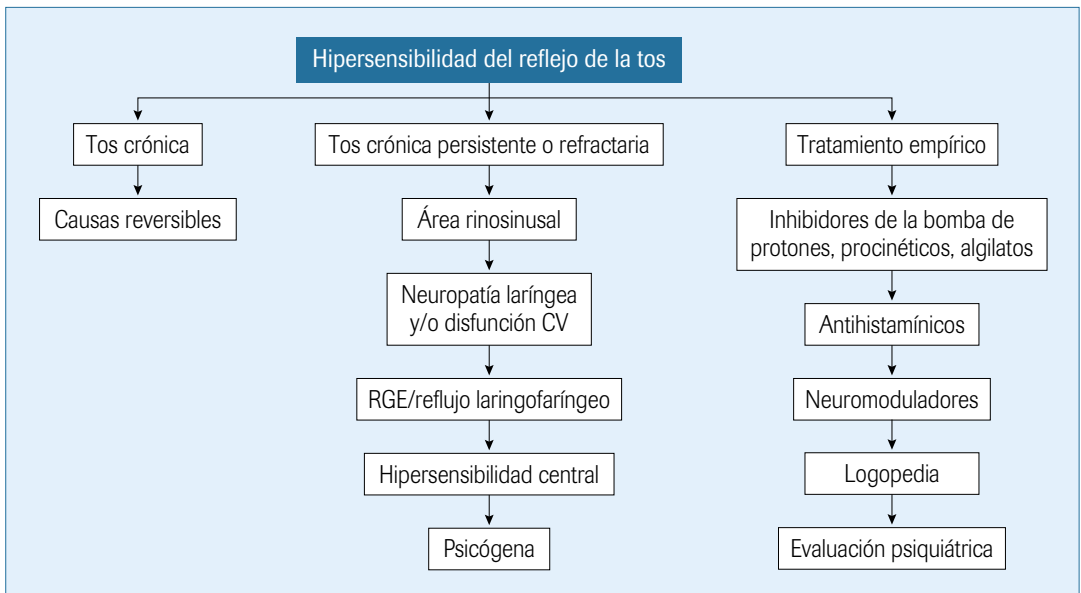 Hipersensibilidad del reflejo de la tos
Tos crónica
Causas reversibles
Tos crónica persistente o refractaria
Área rinosinusal
Neuropatía laríngea
y/o disfunción CV
RGE/reflujo laringofaríngeo
Hipersibilidad central
Psicógena
Tratamiento empírico
Inhibidores de la bomba de
protones, procinéticos, algilatos
Antihistamínicos
Neuromoduladores
Logopedia
Evaluación psiquiátrica